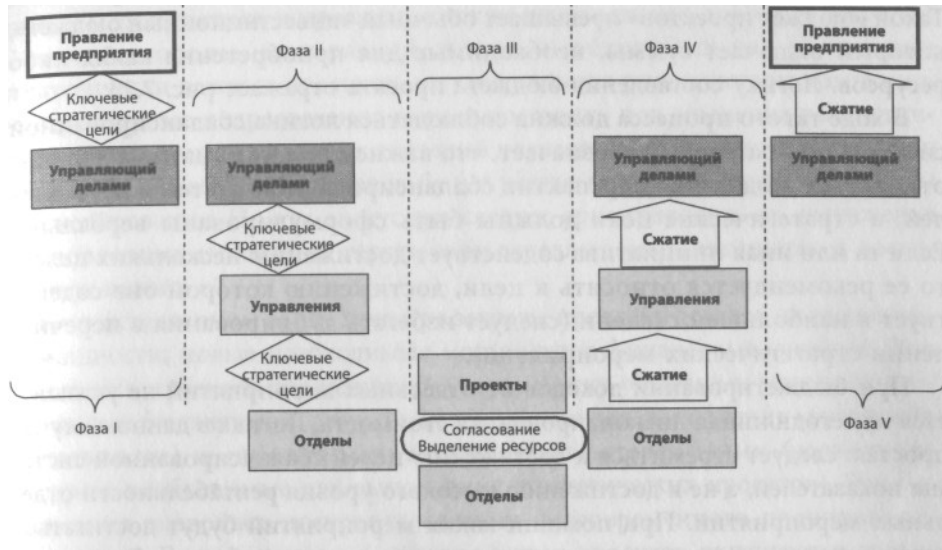 Правление
предприятия
Ключевые
стратегические
цели
Управляющий
делами
Фаза I
Фаза II
Управляющий
делами
Ключевые
стратегические
цели
Управления
Ключевые
стратегические
цели
Отделы
Фаза III
Проекты
Согласование
Выделение ресурсов
Отделы
Фаза IV
Управляющий
делами
Сжатие
Управления
Сжатие
Отделы
Правление
предприятия
Сжатие
Управляющий
делами
Фаза V